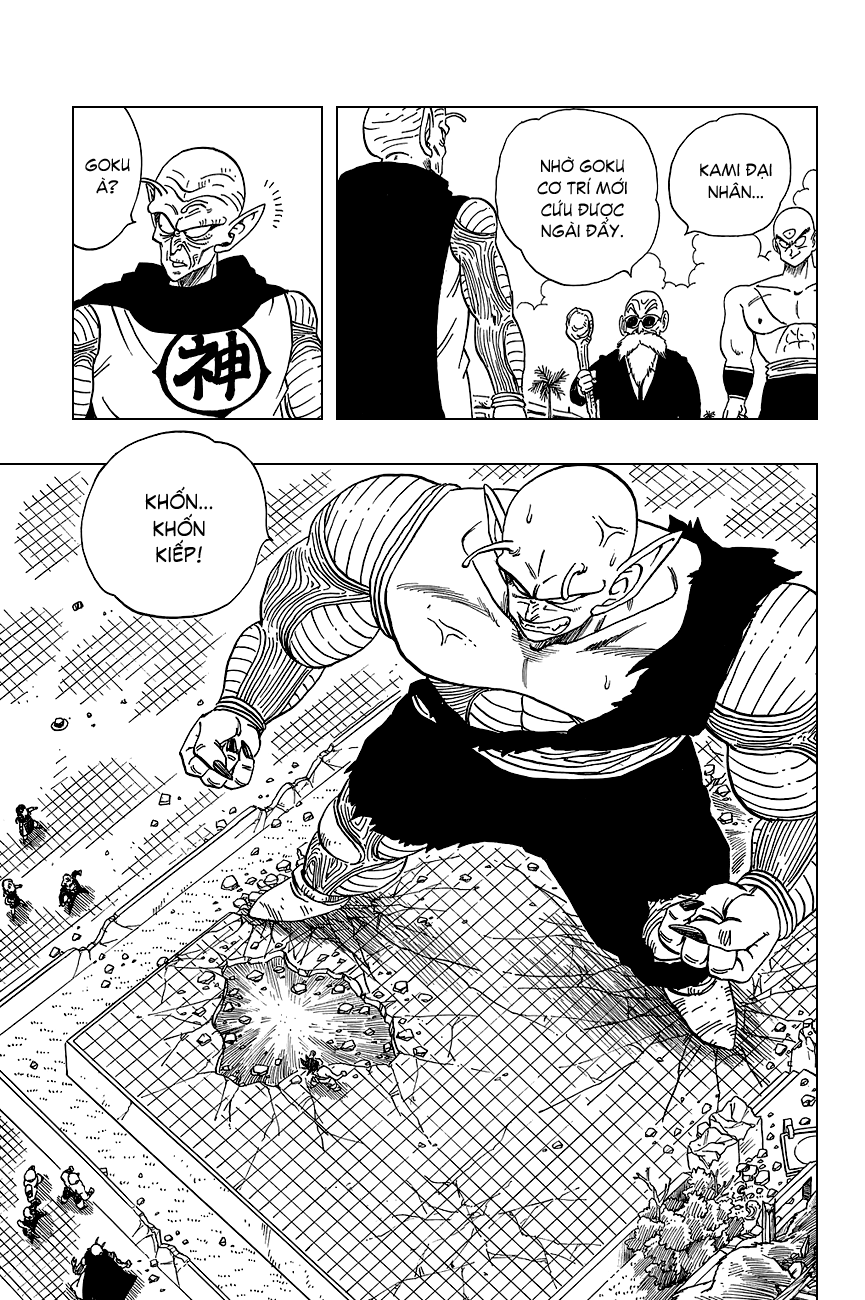 KAMI ĐẠI
NHÂN...
NHỜ GOKU
CƠ TRÍ MỚI
CỨU ĐƯỢC
NGÀI ĐẤY.
GOKU
À?
神
KHỐN...
KHỐN
KIẾP!